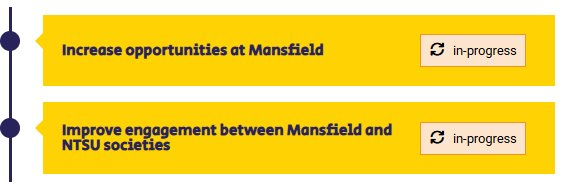 Increase opportunities at Mansfield
in-progress
Improve engagement between Mansfield and
NTSU societies
in-progress